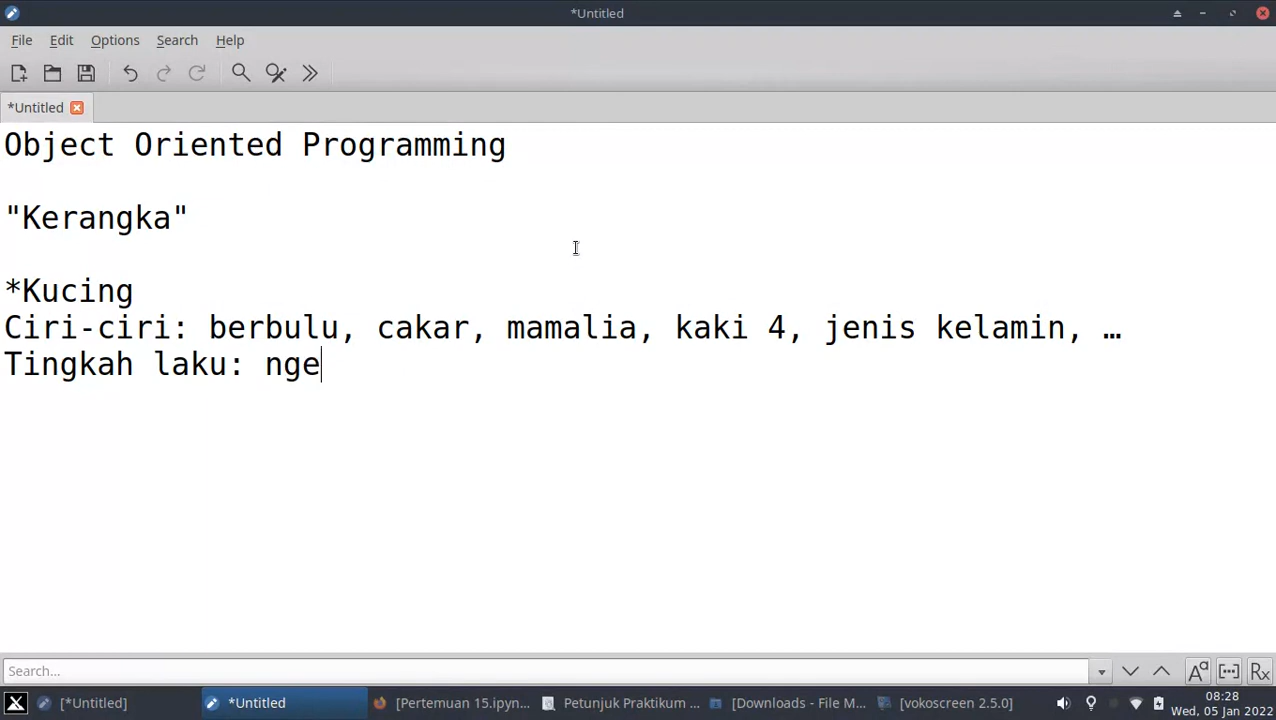 *Untitled
File Edit Options Search Help
*Untitled
Object Oriented Programming
"Kerangka"
*Kucing
Ciri-ciri: berbulu, cakar, mamalia, kaki 4, jenis kelamin, …
Tingkah laku: nge
Search...
[*Untitled] *Untitled [Pertemuan 15.ipyn... Petunjuk Praktikum ... [Downloads - File M... [vokoscreen 2.5.0]
08:28
Wed, 05 Jan 2022